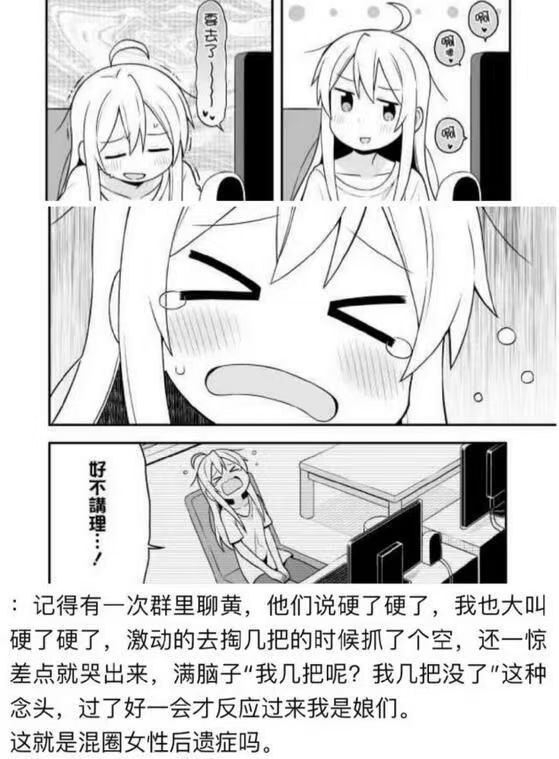 啊
啊
啊
要去了～～～
好不講理…！
：记得有一次群里聊黄，他们说硬了硬了，我也大叫
硬了硬了，激动的去掏几把的时候抓了个空，还一惊
差点就哭出来，满脑子“我几把呢？我几把没了”这种
念头，过了好一会才反应过来我是娘们。
这就是混圈女性后遗症吗。